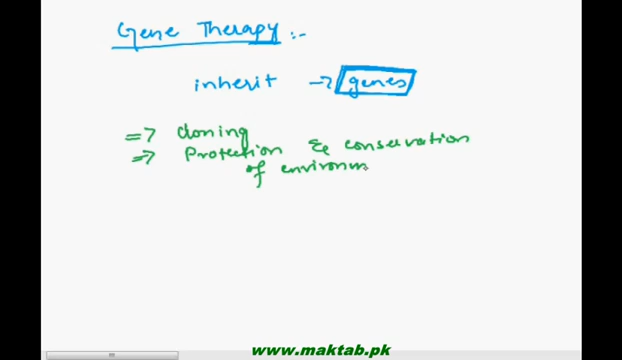 Gene Therapy :-
inherit → genes
⇒ Cloning
⇒ Protection & conservation
of environm
www.maktab.pk